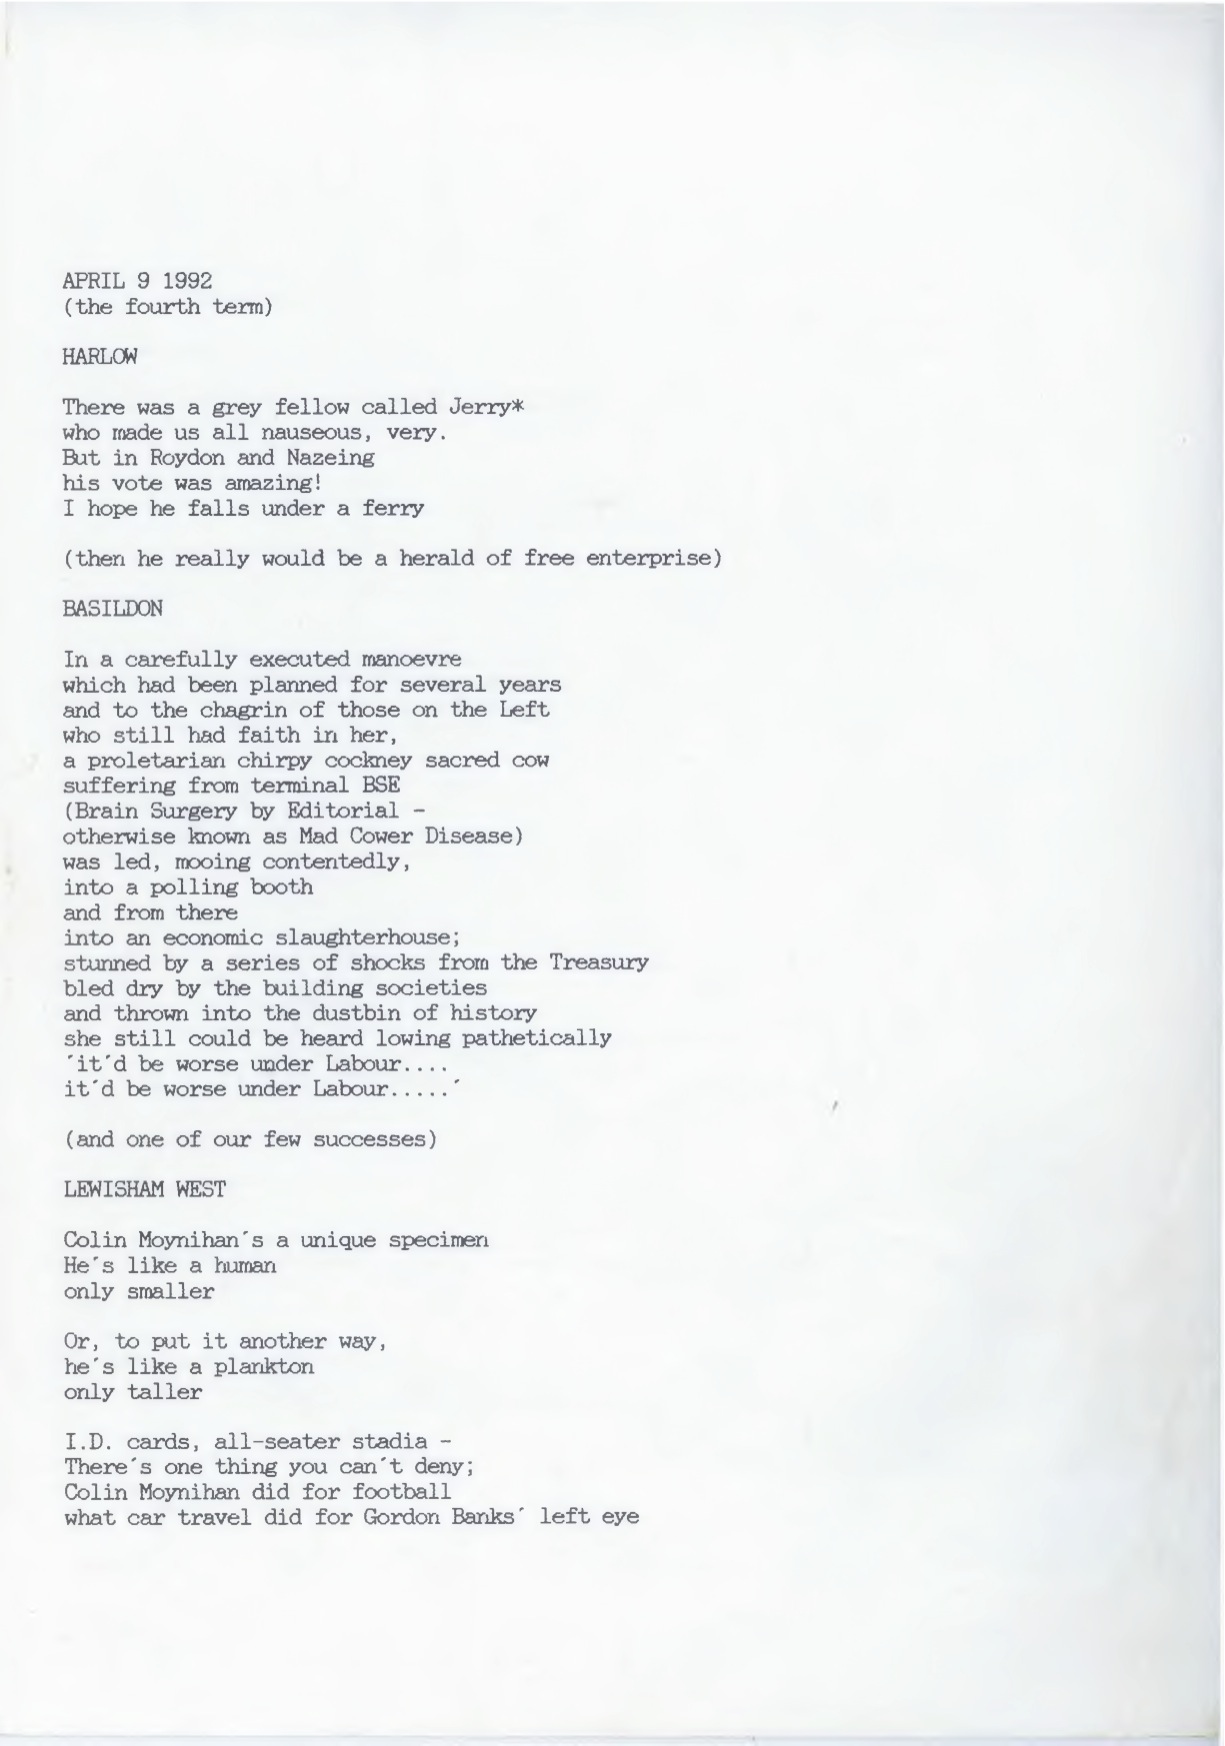 APRIL 9 1992
(the fourth term)
HARLOW
There was a grey fellow called Jerry*
who made us all nauseous, very.
But in Roydon and Nazeing
his vote was amazing!
I hope he falls under a ferry
(then he really would be a herald of free enterprise)
BASILDON
In a carefully executed manoevre
which had been planned for several years
and to the chagrin of those on the Left
who still had faith in her,
a proletarian chirpy cockney sacred cow
suffering from terminal BSE
(Brain Surgery by Editorial -
otherwise known as Mad Cower Disease)
was led, mooing contentedly,
into a polling booth
and from there
into an economic slaughterhouse;
stunned by a series of shocks from the Treasury
bled dry by the building societies
and thrown into the dustbin of history
she still could be heard lowing pathetically
´it´d be worse under Labour....
it´d be worse under Labour.....´
(and one of our few successes)
LEWISHAM WEST
Colin Moynihan´s a unique specimen
He´s like a human
only smaller
Or, to put it another way,
he´s like a plankton
only taller
I.D. cards, all-seater stadia -
There´s one thing you can´t deny;
Colin Moynihan did for football
what car travel did for Gordon Banks´ left eye